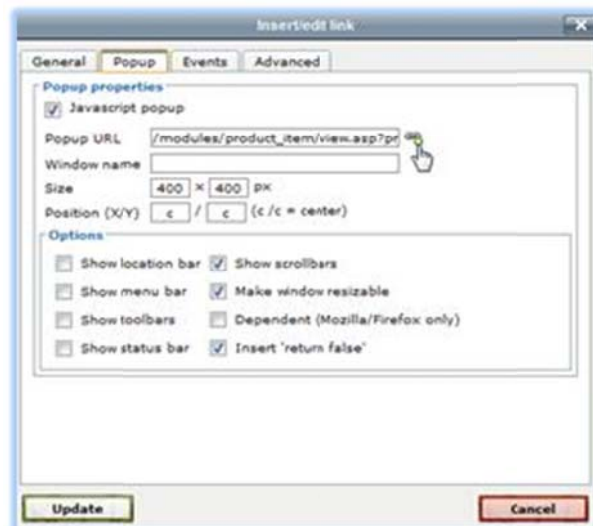 Insert/edit link
General Popup Events Advanced
Popup properties
Javascript popup
Popup URL /modules/product_item/view.asp?pr
Window name
Size 400 × 400 px
Position (X/Y) c / c (c /c = center)
Options
Show location bar Show scrollbars
Show menu bar Make window resizable
Show toolbars Dependent (Mozilla/Firefox only)
Show status bar Insert 'return false'
Update Cancel